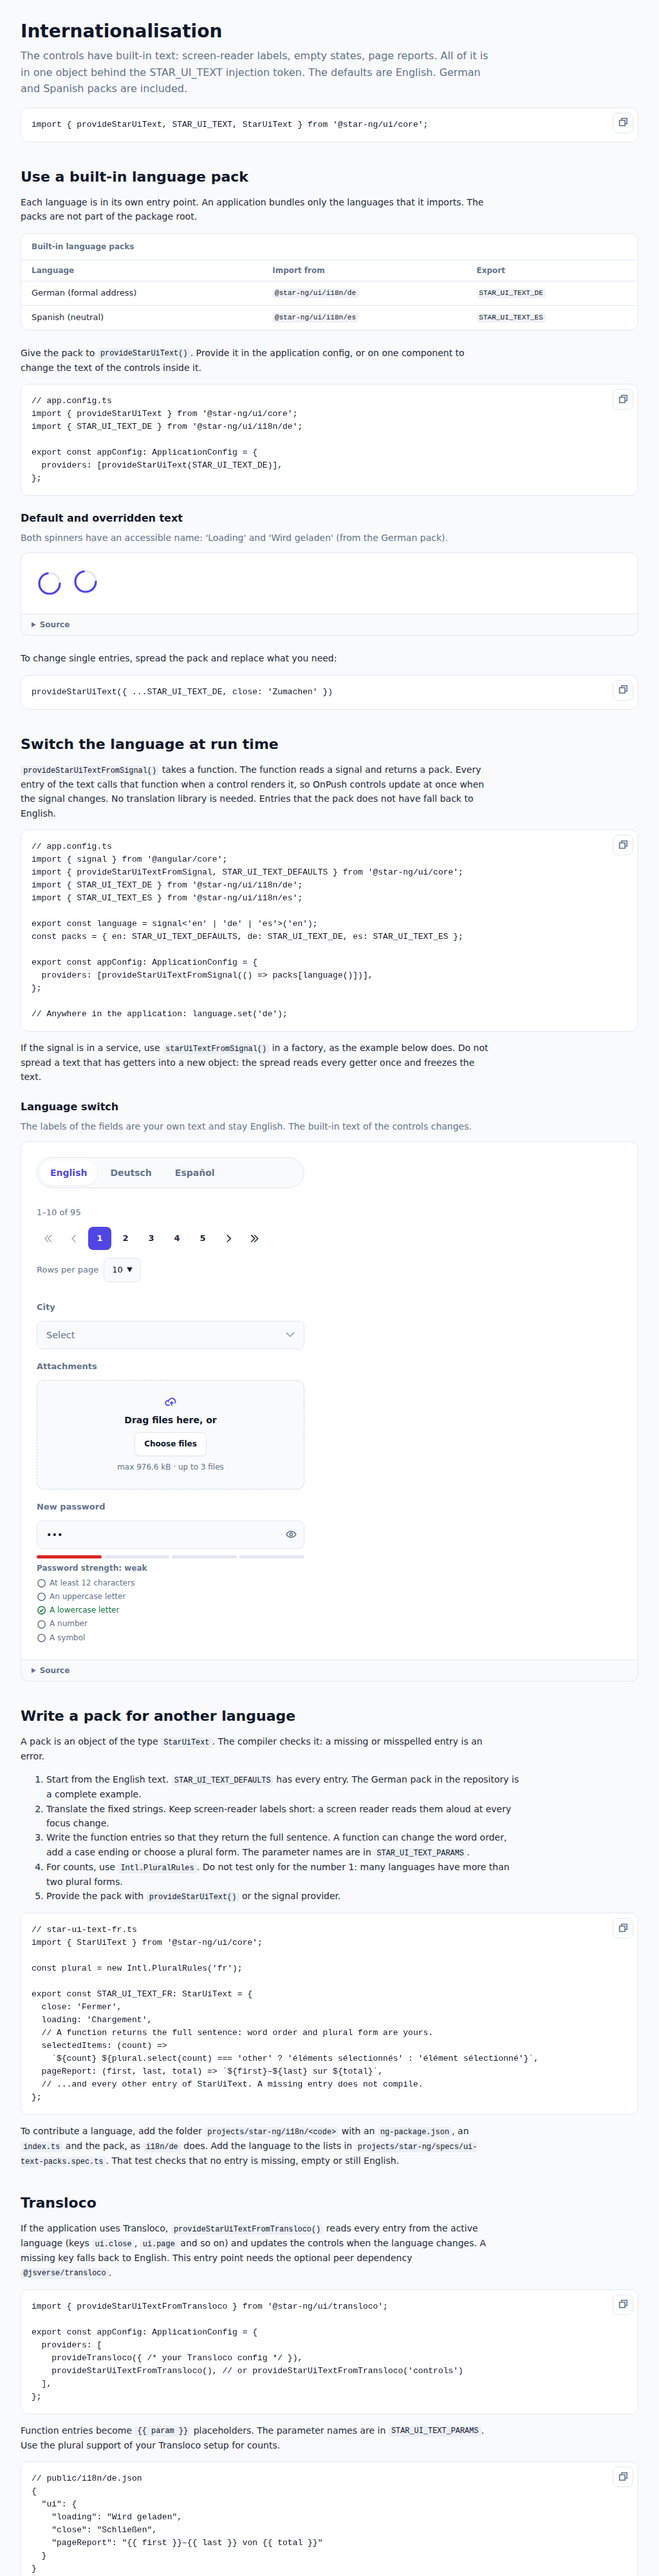 Internationalisation
The controls have built-in text: screen-reader labels, empty states, page reports. All of it is
in one object behind the STAR_UI_TEXT injection token. The defaults are English. German
and Spanish packs are included.
import { provideStarUiText, STAR_UI_TEXT, StarUiText } from '@star-ng/ui/core';
Use a built-in language pack
Each language is in its own entry point. An application bundles only the languages that it imports. The
packs are not part of the package root.
Built-in language packs
Language Import from Export
German (formal address) @star-ng/ui/i18n/de STAR_UI_TEXT_DE
Spanish (neutral) @star-ng/ui/i18n/es STAR_UI_TEXT_ES
Give the pack to provideStarUiText(). Provide it in the application config, or on one component to
change the text of the controls inside it.
// app.config.ts
import { provideStarUiText } from '@star-ng/ui/core';
import { STAR_UI_TEXT_DE } from '@star-ng/ui/i18n/de';
export const appConfig: ApplicationConfig = {
  providers: [provideStarUiText(STAR_UI_TEXT_DE)],
};
Default and overridden text
Both spinners have an accessible name: 'Loading' and 'Wird geladen' (from the German pack).
Source
To change single entries, spread the pack and replace what you need:
provideStarUiText({ ...STAR_UI_TEXT_DE, close: 'Zumachen' })
Switch the language at run time
provideStarUiTextFromSignal() takes a function. The function reads a signal and returns a pack. Every
entry of the text calls that function when a control renders it, so OnPush controls update at once when
the signal changes. No translation library is needed. Entries that the pack does not have fall back to
English.
// app.config.ts
import { signal } from '@angular/core';
import { provideStarUiTextFromSignal, STAR_UI_TEXT_DEFAULTS } from '@star-ng/ui/core';
import { STAR_UI_TEXT_DE } from '@star-ng/ui/i18n/de';
import { STAR_UI_TEXT_ES } from '@star-ng/ui/i18n/es';
export const language = signal<'en' | 'de' | 'es'>('en');
const packs = { en: STAR_UI_TEXT_DEFAULTS, de: STAR_UI_TEXT_DE, es: STAR_UI_TEXT_ES };
export const appConfig: ApplicationConfig = {
  providers: [provideStarUiTextFromSignal(() => packs[language()])],
};
// Anywhere in the application: language.set('de');
If the signal is in a service, use starUiTextFromSignal() in a factory, as the example below does. Do not
spread a text that has getters into a new object: the spread reads every getter once and freezes the
text.
Language switch
The labels of the fields are your own text and stay English. The built-in text of the controls changes.
English Deutsch Español
1–10 of 95
1 2 3 4 5
Rows per page 10
City
Select
Attachments
Drag files here, or
Choose files
max 976.6 kB · up to 3 files
New password
•••
Password strength: weak
At least 12 characters
An uppercase letter
A lowercase letter
A number
A symbol
Source
Write a pack for another language
A pack is an object of the type StarUiText. The compiler checks it: a missing or misspelled entry is an
error.
1. Start from the English text. STAR_UI_TEXT_DEFAULTS has every entry. The German pack in the repository is
a complete example.
2. Translate the fixed strings. Keep screen-reader labels short: a screen reader reads them aloud at every
focus change.
3. Write the function entries so that they return the full sentence. A function can change the word order,
add a case ending or choose a plural form. The parameter names are in STAR_UI_TEXT_PARAMS.
4. For counts, use Intl.PluralRules. Do not test only for the number 1: many languages have more than
two plural forms.
5. Provide the pack with provideStarUiText() or the signal provider.
// star-ui-text-fr.ts
import { StarUiText } from '@star-ng/ui/core';
const plural = new Intl.PluralRules('fr');
export const STAR_UI_TEXT_FR: StarUiText = {
  close: 'Fermer',
  loading: 'Chargement',
  // A function returns the full sentence: word order and plural form are yours.
  selectedItems: (count) =>
    `${count} ${plural.select(count) === 'other' ? 'éléments sélectionnés' : 'élément sélectionné'}`,
  pageReport: (first, last, total) => `${first}–${last} sur ${total}`,
  // ...and every other entry of StarUiText. A missing entry does not compile.
};
To contribute a language, add the folder projects/star-ng/i18n/<code> with an ng-package.json, an
index.ts and the pack, as i18n/de does. Add the language to the lists in projects/star-ng/specs/ui-
text-packs.spec.ts. That test checks that no entry is missing, empty or still English.
Transloco
If the application uses Transloco, provideStarUiTextFromTransloco() reads every entry from the active
language (keys ui.close, ui.page and so on) and updates the controls when the language changes. A
missing key falls back to English. This entry point needs the optional peer dependency
@jsverse/transloco.
import { provideStarUiTextFromTransloco } from '@star-ng/ui/transloco';
export const appConfig: ApplicationConfig = {
  providers: [
    provideTransloco({ /* your Transloco config */ }),
    provideStarUiTextFromTransloco(), // or provideStarUiTextFromTransloco('controls')
  ],
};
Function entries become {{ param }} placeholders. The parameter names are in STAR_UI_TEXT_PARAMS.
Use the plural support of your Transloco setup for counts.
// public/i18n/de.json
{
  "ui": {
    "loading": "Wird geladen",
    "close": "Schließen",
    "pageReport": "{{ first }}–{{ last }} von {{ total }}"
  }
}